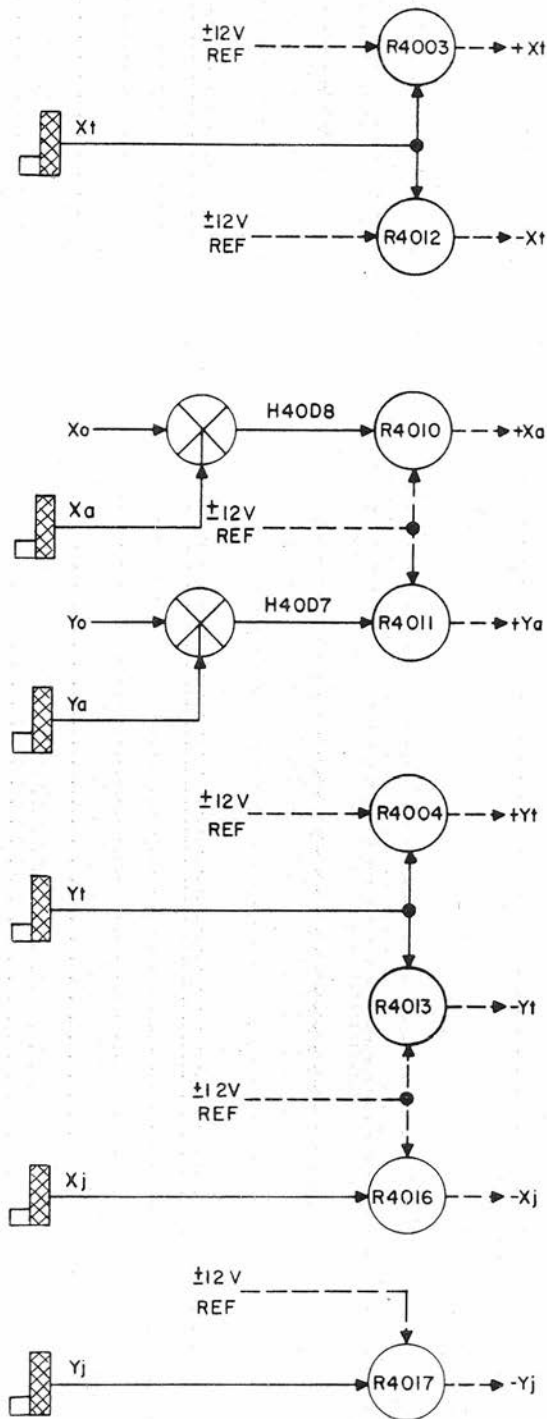 ±12V
REF
R4003
+Xt
Xt
±12V
REF
R4012
-Xt
Xo
H40D8
R4010
+Xa
Xa
±12V
REF
Yo
H40D7
R4011
+Ya
Ya
±12V
REF
R4004
+Yt
Yt
R4013
-Yt
±12V
REF
Xj
R4016
-Xj
±12V
REF
Yj
R4017
-Yj